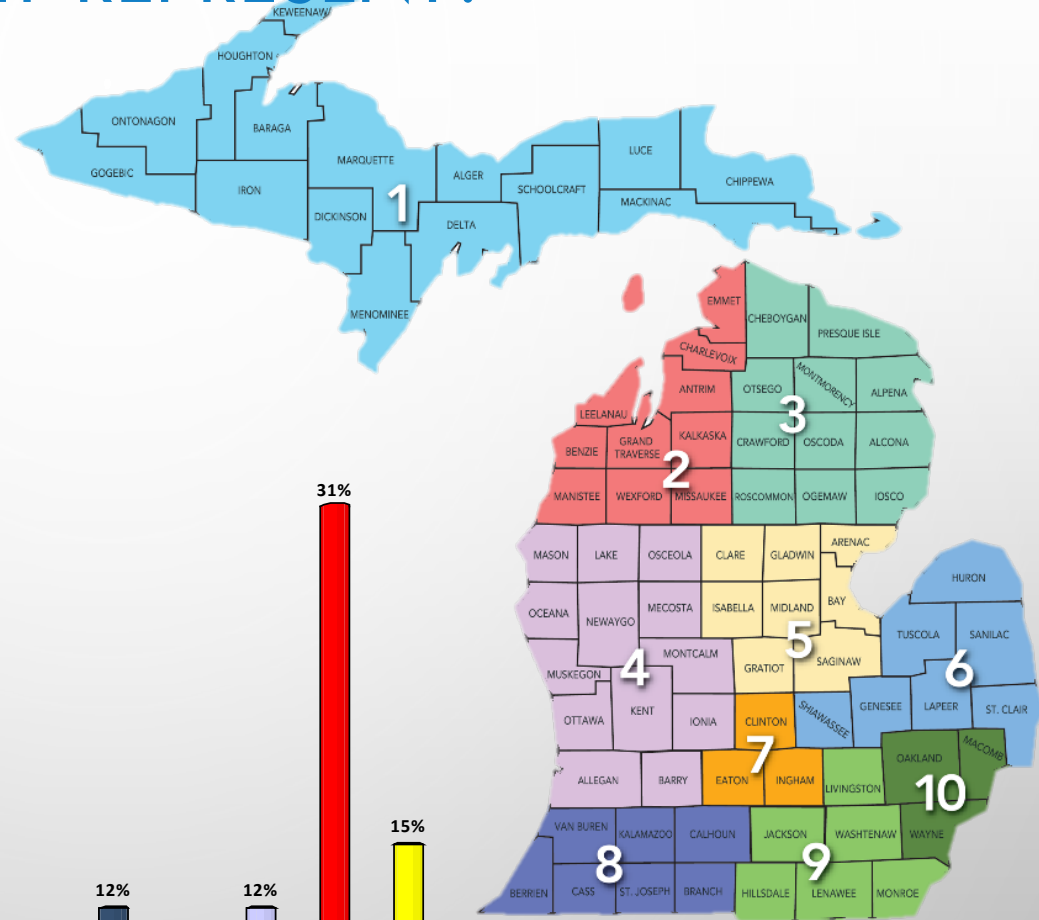 KEWEENAW
HOUGHTON
ONTONAGON
BARAGA
GOGEBIC
IRON
MARQUETTE
1
ALGER
LUCE
SCHOOLCRAFT
CHIPPEWA
MACKINAC
DICKINSON
DELTA
MENOMINEE
EMMET
CHEBOYGAN
PRESQUE ISLE
CHARLEVOIX
ANTRIM
OTSEGO
MONTMORENCY
ALPENA
3
LEELANAU
BENZIE
GRAND
TRAVERSE
KALKASKA
CRAWFORD
OSCODA
ALCONA
2
MANISTEE
WEXFORD
MISSAUKEE
ROSCOMMON
OGEMAW
IOSCO
MASON
LAKE
OSCEOLA
CLARE
GLADWIN
ARENAC
HURON
OCEANA
NEWAYGO
MECOSTA
ISABELLA
MIDLAND
BAY
TUSCOLA
SANILAC
5
4
6
MUSKEGON
MONTCALM
GRATIOT
SAGINAW
OTTAWA
KENT
IONIA
CLINTON
SHIAWASSEE
GENESEE
LAPEER
ST. CLAIR
7
ALLEGAN
BARRY
EATON
INGHAM
LIVINGSTON
OAKLAND
MACOMB
10
VAN BUREN
KALAMAZOO
CALHOUN
JACKSON
WASHTENAW
WAYNE
8
9
BERRIEN
CASS
ST. JOSEPH
BRANCH
HILLSDALE
LENAWEE
MONROE
31%
15%
12%
12%